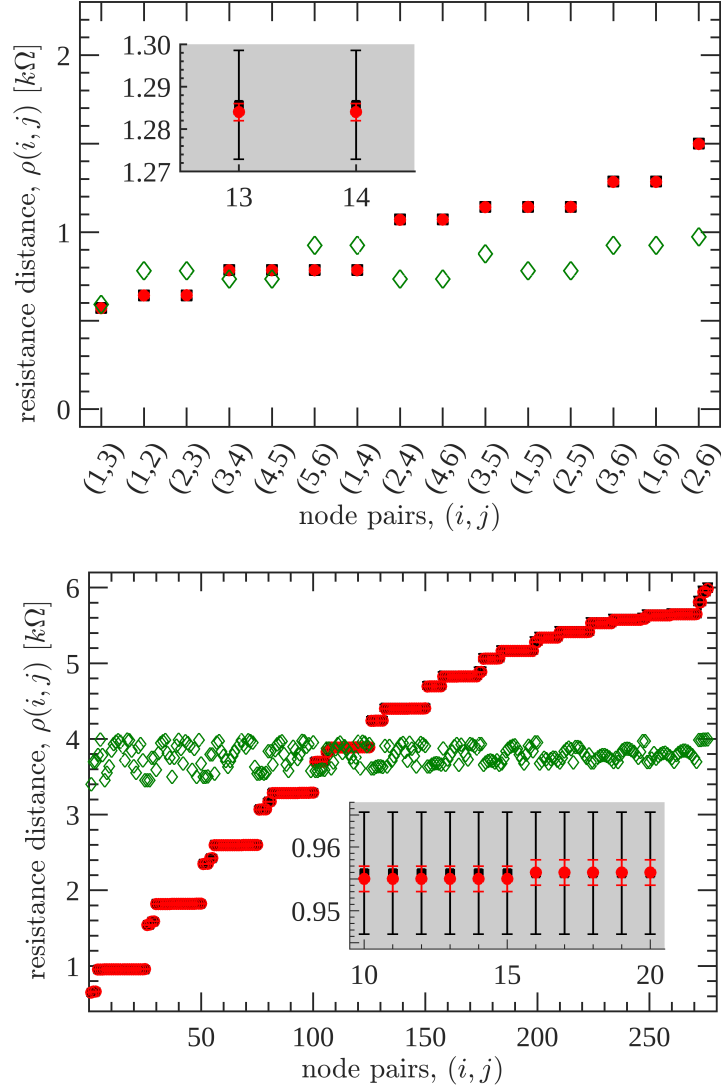 resistance distance, ρ(i, j) [kΩ]
2
1
0
1.30
1.29
1.28
1.27
13 14
(1,3) (1,2) (2,3) (3,4) (4,5) (5,6) (1,4) (2,4) (4,6) (3,5) (1,5) (2,5) (3,6) (1,6) (2,6)
node pairs, (i, j)
resistance distance, ρ(i, j) [kΩ]
6
5
4
3
2
1
0.96
0.95
10 15 20
50 100 150 200 250
node pairs, (i, j)